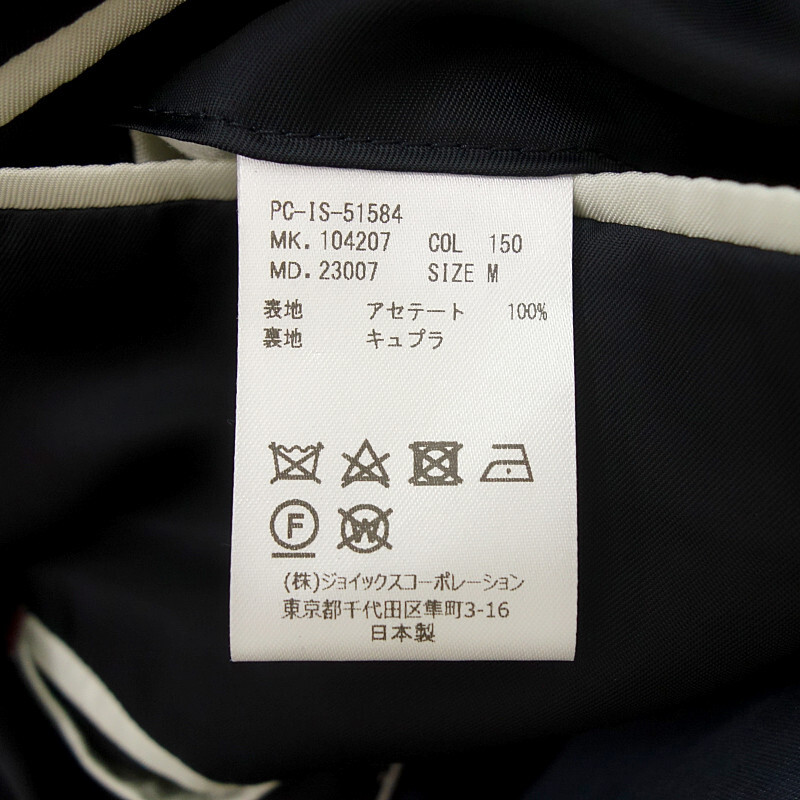 PC-IS-51584
MK. 104207 COL 150
MD. 23007 SIZE M
表地 アセテート 100%
裏地 キュプラ
F W
(株)ジョイックスコーポレーション
東京都千代田区隼町3-16
日本製